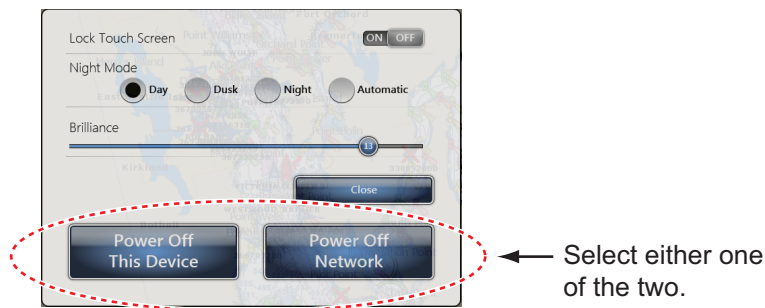 Lock Touch Screen
ON OFF
Night Mode
Day Dusk Night Automatic
Brilliance
13
Close
Power Off
This Device
Power Off
Network
Select either one
of the two.